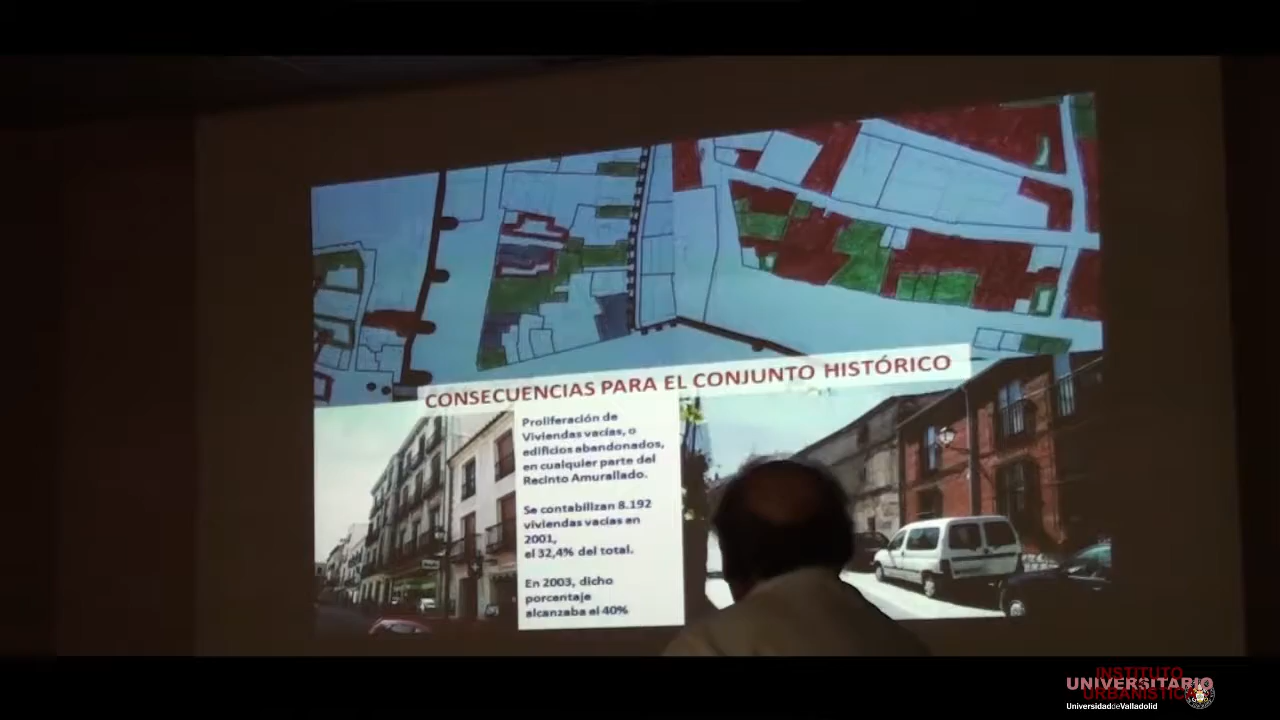 CONSECUENCIAS PARA EL CONJUNTO HISTÓRICO
Proliferación de
Viviendas vacías, o
edificios abandonados,
en cualquier parte del
Recinto Amurallado.
Se contabilizan 8.192
viviendas vacías en
2001,
el 32,4% del total.
En 2003, dicho
porcentaje
alcanzaba el 40%
INSTITUTO
UNIVERSITARIO
URBANÍSTICA
UniversidaddeValladolid